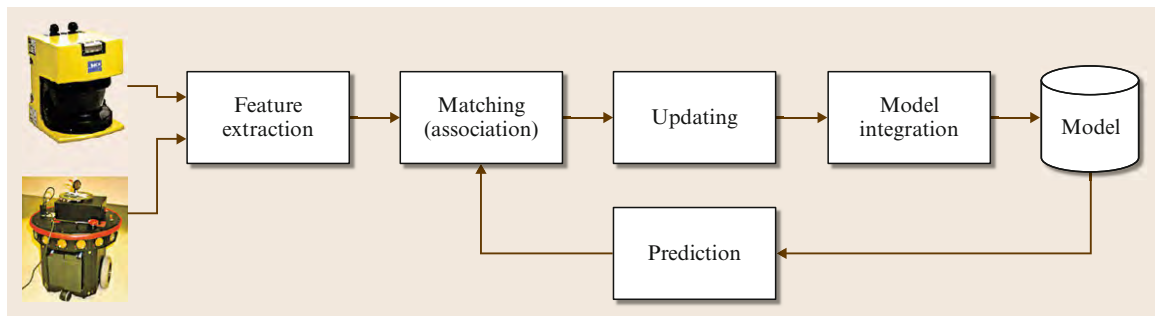 Feature
extraction
Matching
(association)
Updating
Model
integration
Model
Prediction